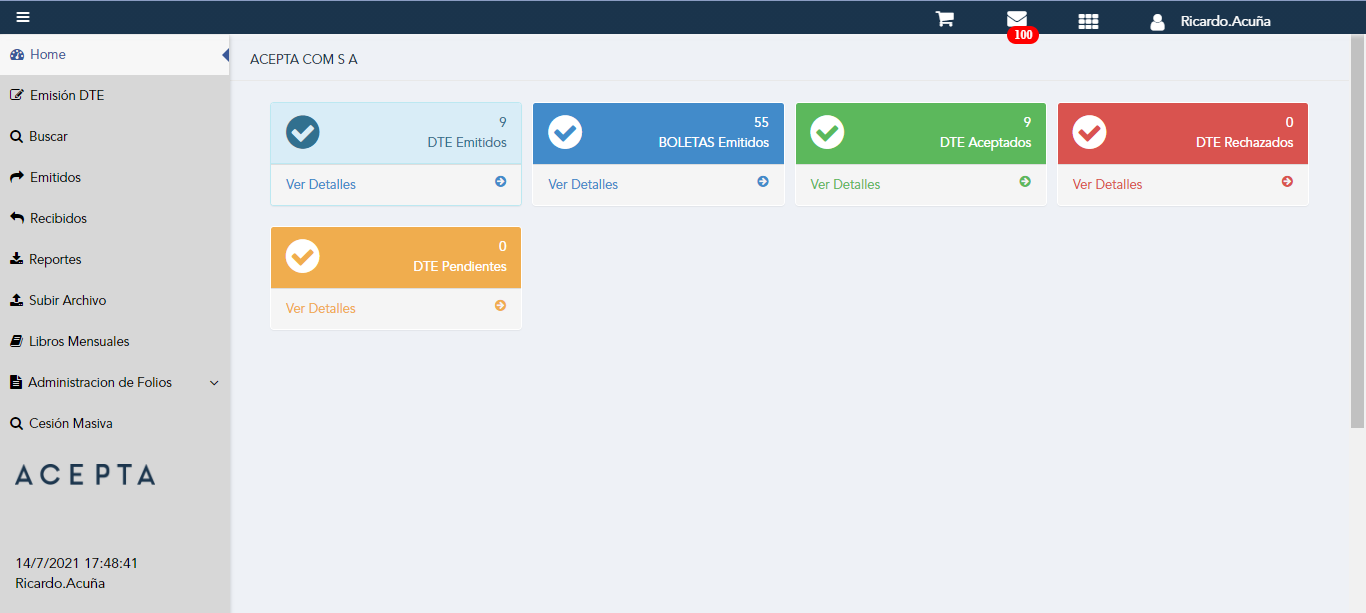 100
Ricardo.Acuña
Home
Emisión DTE
Buscar
Emitidos
Recibidos
Reportes
Subir Archivo
Libros Mensuales
Administracion de Folios
Cesión Masiva
ACEPTA
14/7/2021 17:48:41
Ricardo.Acuña
ACEPTA COM S A
9
DTE Emitidos
Ver Detalles
55
BOLETAS Emitidos
Ver Detalles
9
DTE Aceptados
Ver Detalles
0
DTE Rechazados
Ver Detalles
0
DTE Pendientes
Ver Detalles